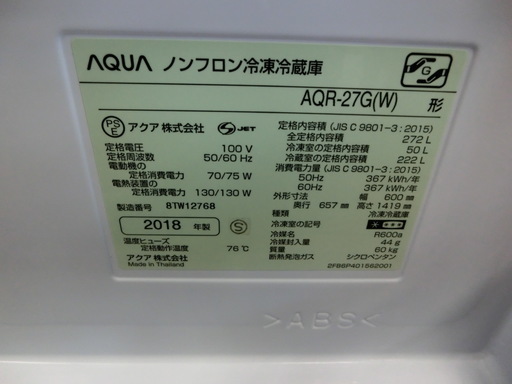 AQUA ノンフロン冷凍冷蔵庫
G
AQR-27G(W) 形
PS E アクア株式会社 S JET
定格電圧 100 V
定格周波数 50/60 Hz
電動機の
定格消費電力 70/75 W
電熱装置の
定格消費電力 130/130 W
製造番号 8TW12768
2018 年製 S
温度ヒューズ
定格動作温度 76℃
アクア株式会社
Made in Thailand
定格内容積 (JIS C 9801-3 : 2015)
全定格内容積 272 L
冷凍室の定格内容積 50 L
冷蔵室の定格内容積 222 L
消費電力量 (JIS C 9801-3 : 2015)
50Hz 367 kWh/年
60Hz 367 kWh/年
外形寸法 幅 600 mm
奥行 657 mm 高さ 1419 mm
種類 冷凍冷蔵庫
冷凍室の記号
冷媒名 R600a
冷媒封入量 44 g
質量 60 kg
断熱発泡ガス シクロペンタン
2FB8P401562001
>ABS<